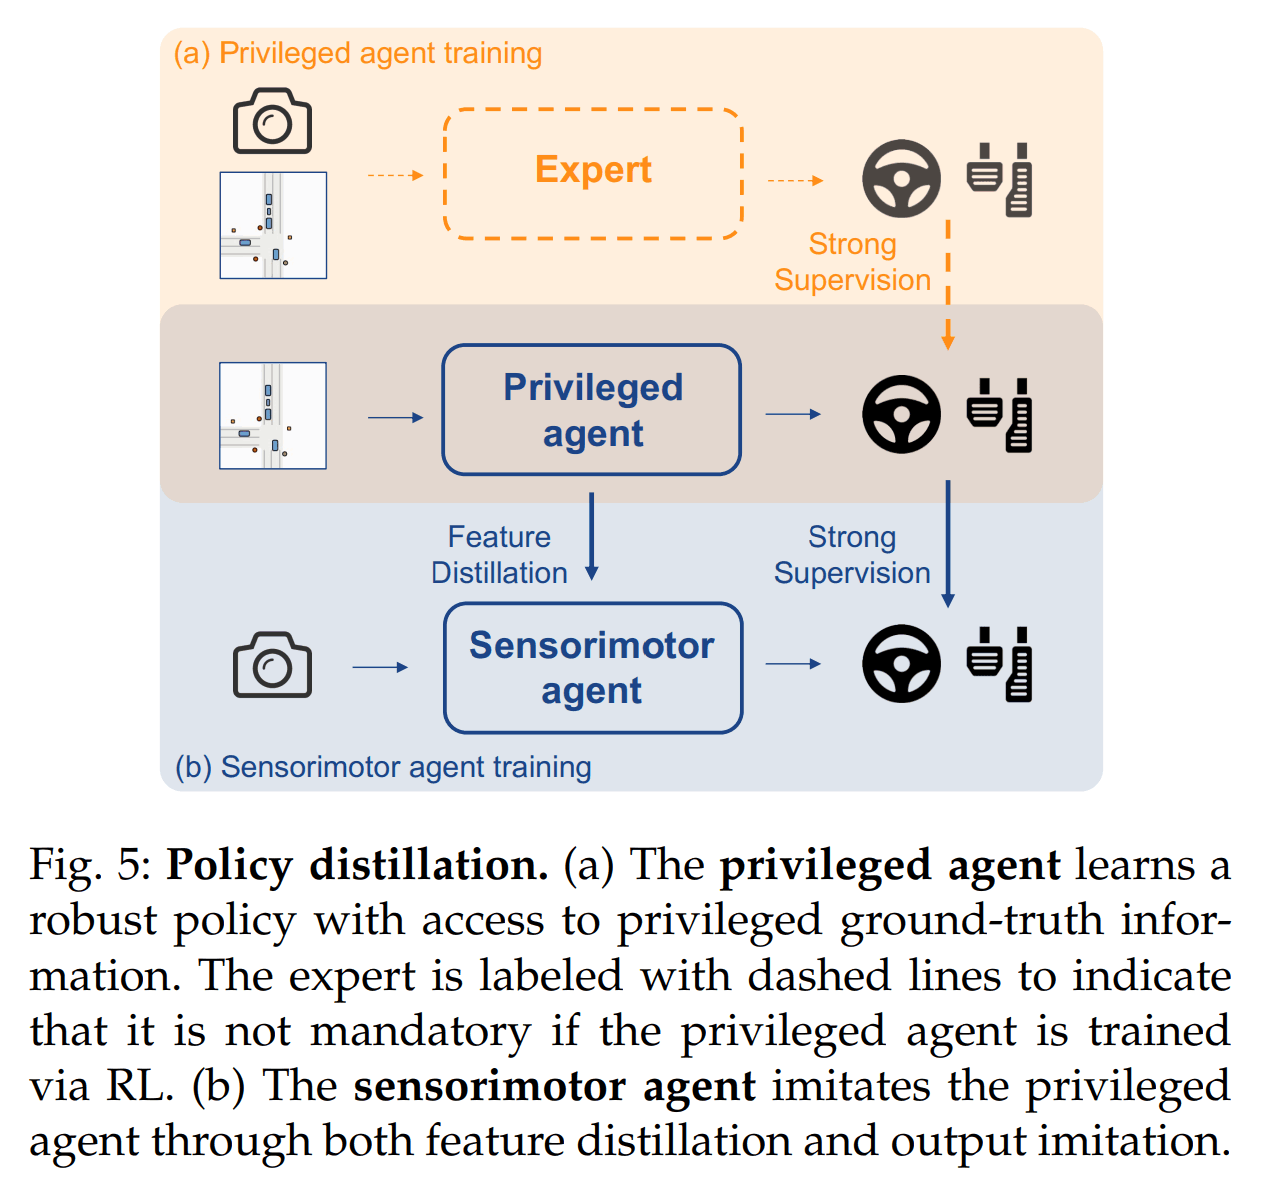 (a) Privileged agent training
Expert
Strong
Supervision
Privileged
agent
Feature
Distillation
Strong
Supervision
Sensorimotor
agent
(b) Sensorimotor agent training
Fig. 5: Policy distillation. (a) The privileged agent learns a
robust policy with access to privileged ground-truth infor-
mation. The expert is labeled with dashed lines to indicate
that it is not mandatory if the privileged agent is trained
via RL. (b) The sensorimotor agent imitates the privileged
agent through both feature distillation and output imitation.